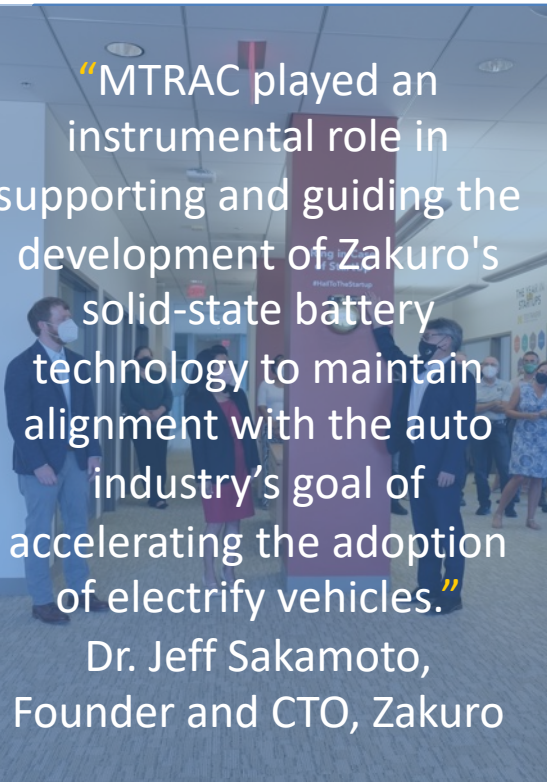 “MTRAC played an
instrumental role in
supporting and guiding the
development of Zakuro's
solid-state battery
technology to maintain
alignment with the auto
industry’s goal of
accelerating the adoption
of electrify vehicles.”
Dr. Jeff Sakamoto,
Founder and CTO, Zakuro
#HailToTheStartup